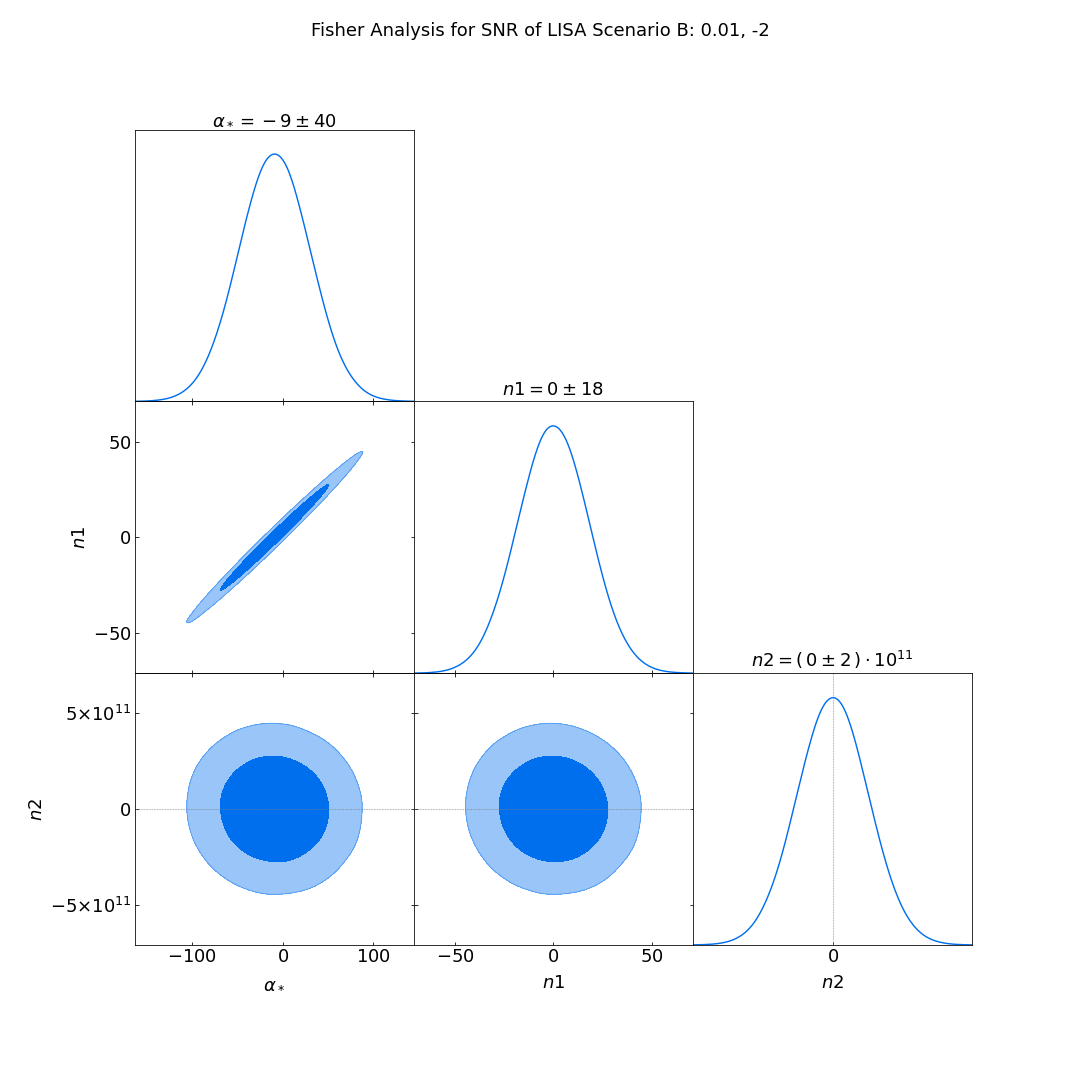 Fisher Analysis for SNR of LISA Scenario B: 0.01, -2
α* = −9 ± 40
n1 = 0 ± 18
50
0
−50
n1
n2 = ( 0 ± 2 ) · 10¹¹
5×10¹¹
0
−5×10¹¹
n2
−100 0 100
−50 0 50
0
α*
n1
n2